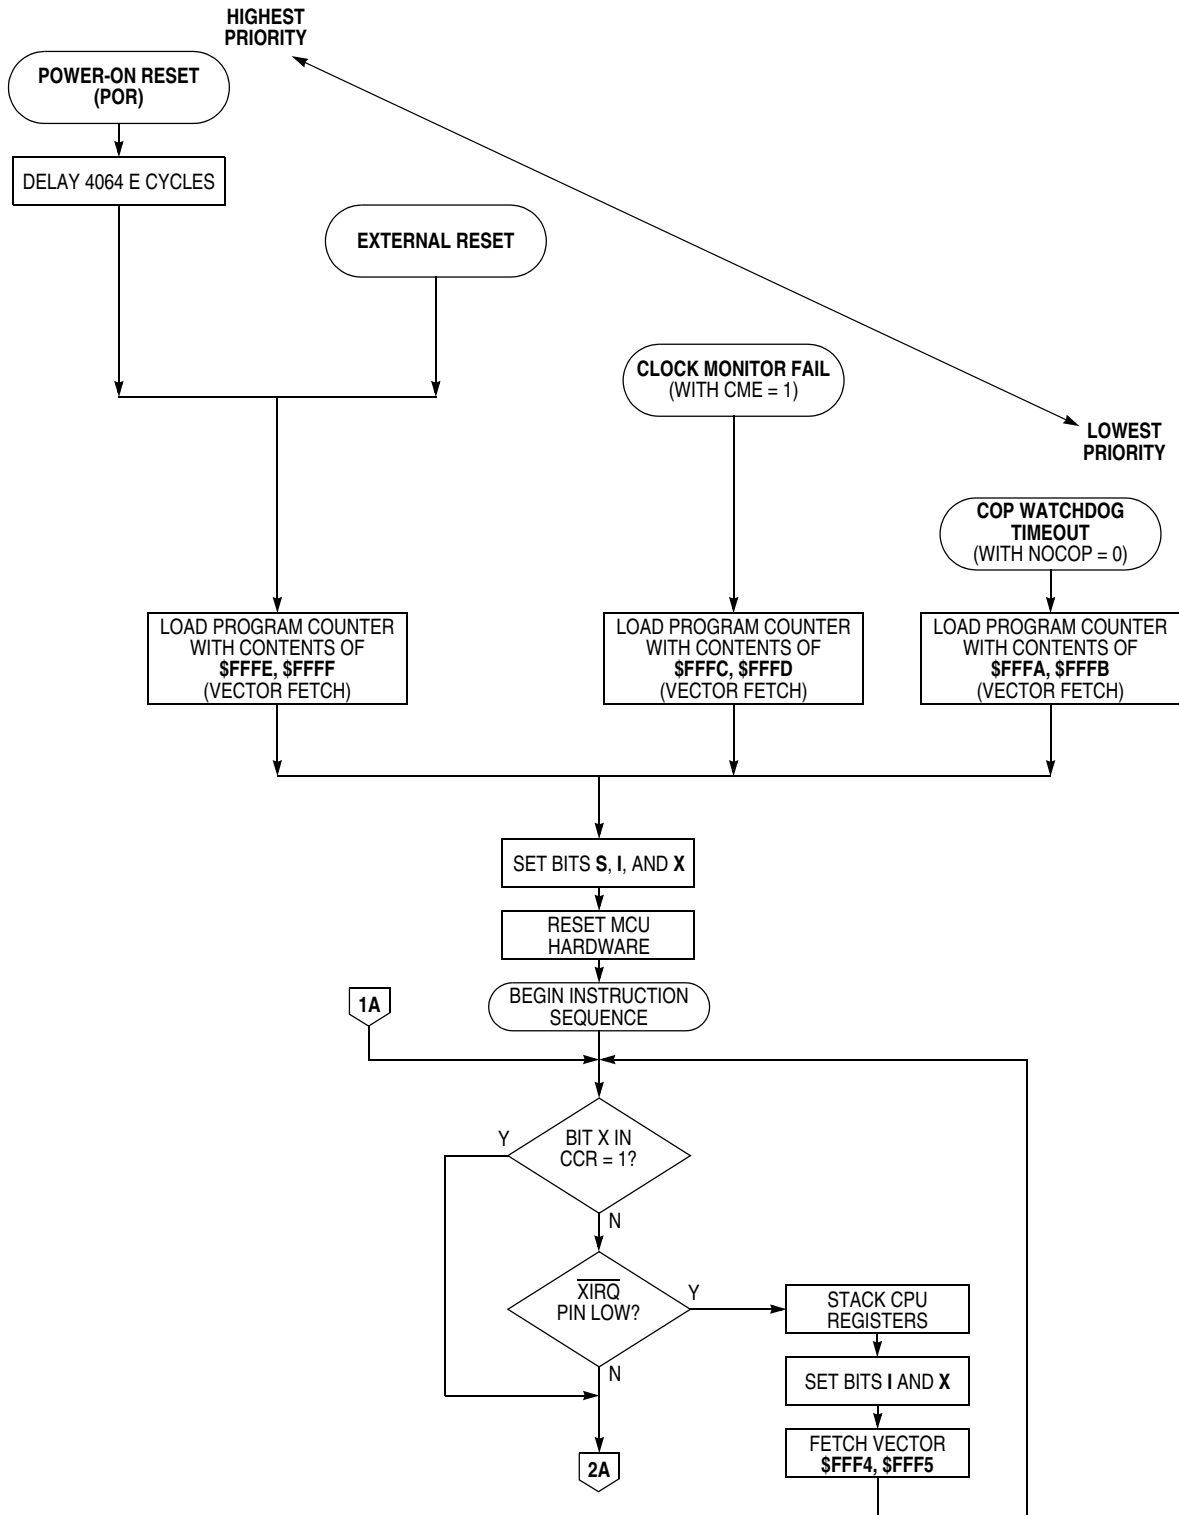 HIGHEST
PRIORITY
POWER-ON RESET
(POR)
DELAY 4064 E CYCLES
EXTERNAL RESET
CLOCK MONITOR FAIL
(WITH CME = 1)
LOWEST
PRIORITY
COP WATCHDOG
TIMEOUT
(WITH NOCOP = 0)
LOAD PROGRAM COUNTER
WITH CONTENTS OF
$FFFE, $FFFF
(VECTOR FETCH)
LOAD PROGRAM COUNTER
WITH CONTENTS OF
$FFFC, $FFFD
(VECTOR FETCH)
LOAD PROGRAM COUNTER
WITH CONTENTS OF
$FFFA, $FFFB
(VECTOR FETCH)
SET BITS S, I, AND X
RESET MCU
HARDWARE
BEGIN INSTRUCTION
SEQUENCE
1A
BIT X IN
CCR = 1?
Y
N
XIRQ
PIN LOW?
Y
N
STACK CPU
REGISTERS
SET BITS I AND X
FETCH VECTOR
$FFF4, $FFF5
2A